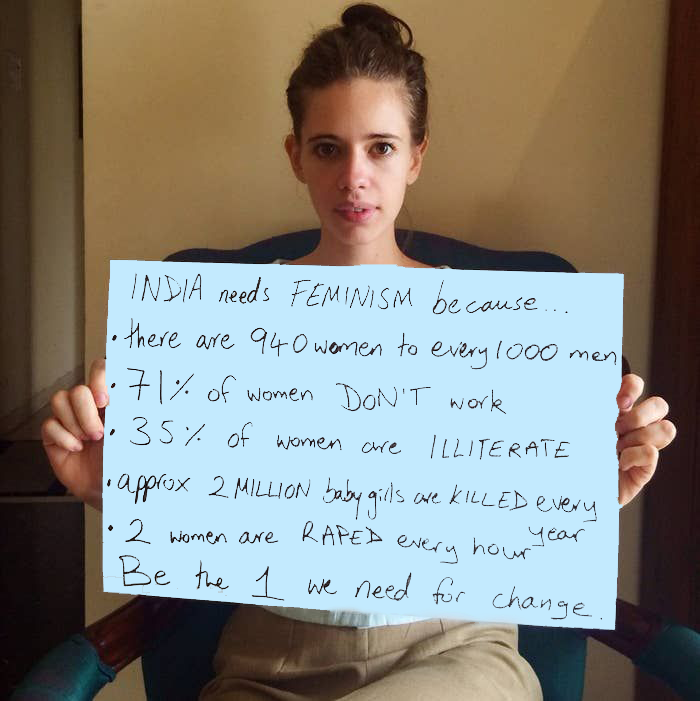 INDIA needs FEMINISM because...
• there are 940 women to every 1000 men
• 71% of women DON'T work
• 35% of women are ILLITERATE
• approx 2 MILLION baby girls are KILLED every year
• 2 women are RAPED every hour
Be the 1 we need for change.